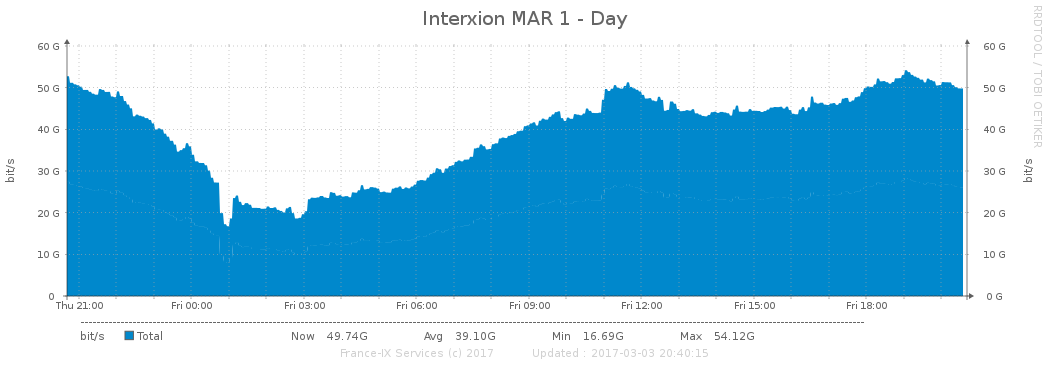 Interxion MAR 1 - Day
RRDTOOL / TOBI OETIKER
bit/s
60 G
50 G
40 G
30 G
20 G
10 G
0
60 G
50 G
40 G
30 G
20 G
10 G
0 G
bit/s
Thu 21:00 Fri 00:00 Fri 03:00 Fri 06:00 Fri 09:00 Fri 12:00 Fri 15:00 Fri 18:00
bit/s Total Now 49.74G Avg 39.10G Min 16.69G Max 54.12G
France-IX Services (c) 2017 Updated : 2017-03-03 20:40:15